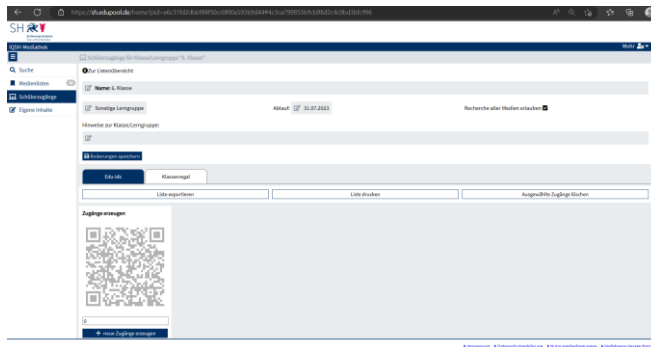 SH
IQSH-Mediathek
Mohr
Schülerzugänge für Klasse/Lerngruppe "6. Klasse"
Suche
Zur Listenübersicht
Medienlisten
Name: 6. Klasse
Schülerzugänge
Eigene Inhalte
Sonstige Lerngruppe
Ablauf: 31.07.2023
Recherche aller Medien erlauben
Hinweise zur Klasse/Lerngruppe:
Änderungen speichern
Edu-Ids
Klassenregal
Liste exportieren
Liste drucken
Ausgewählte Zugänge löschen
Zugänge erzeugen
0
+ neue Zugänge erzeugen